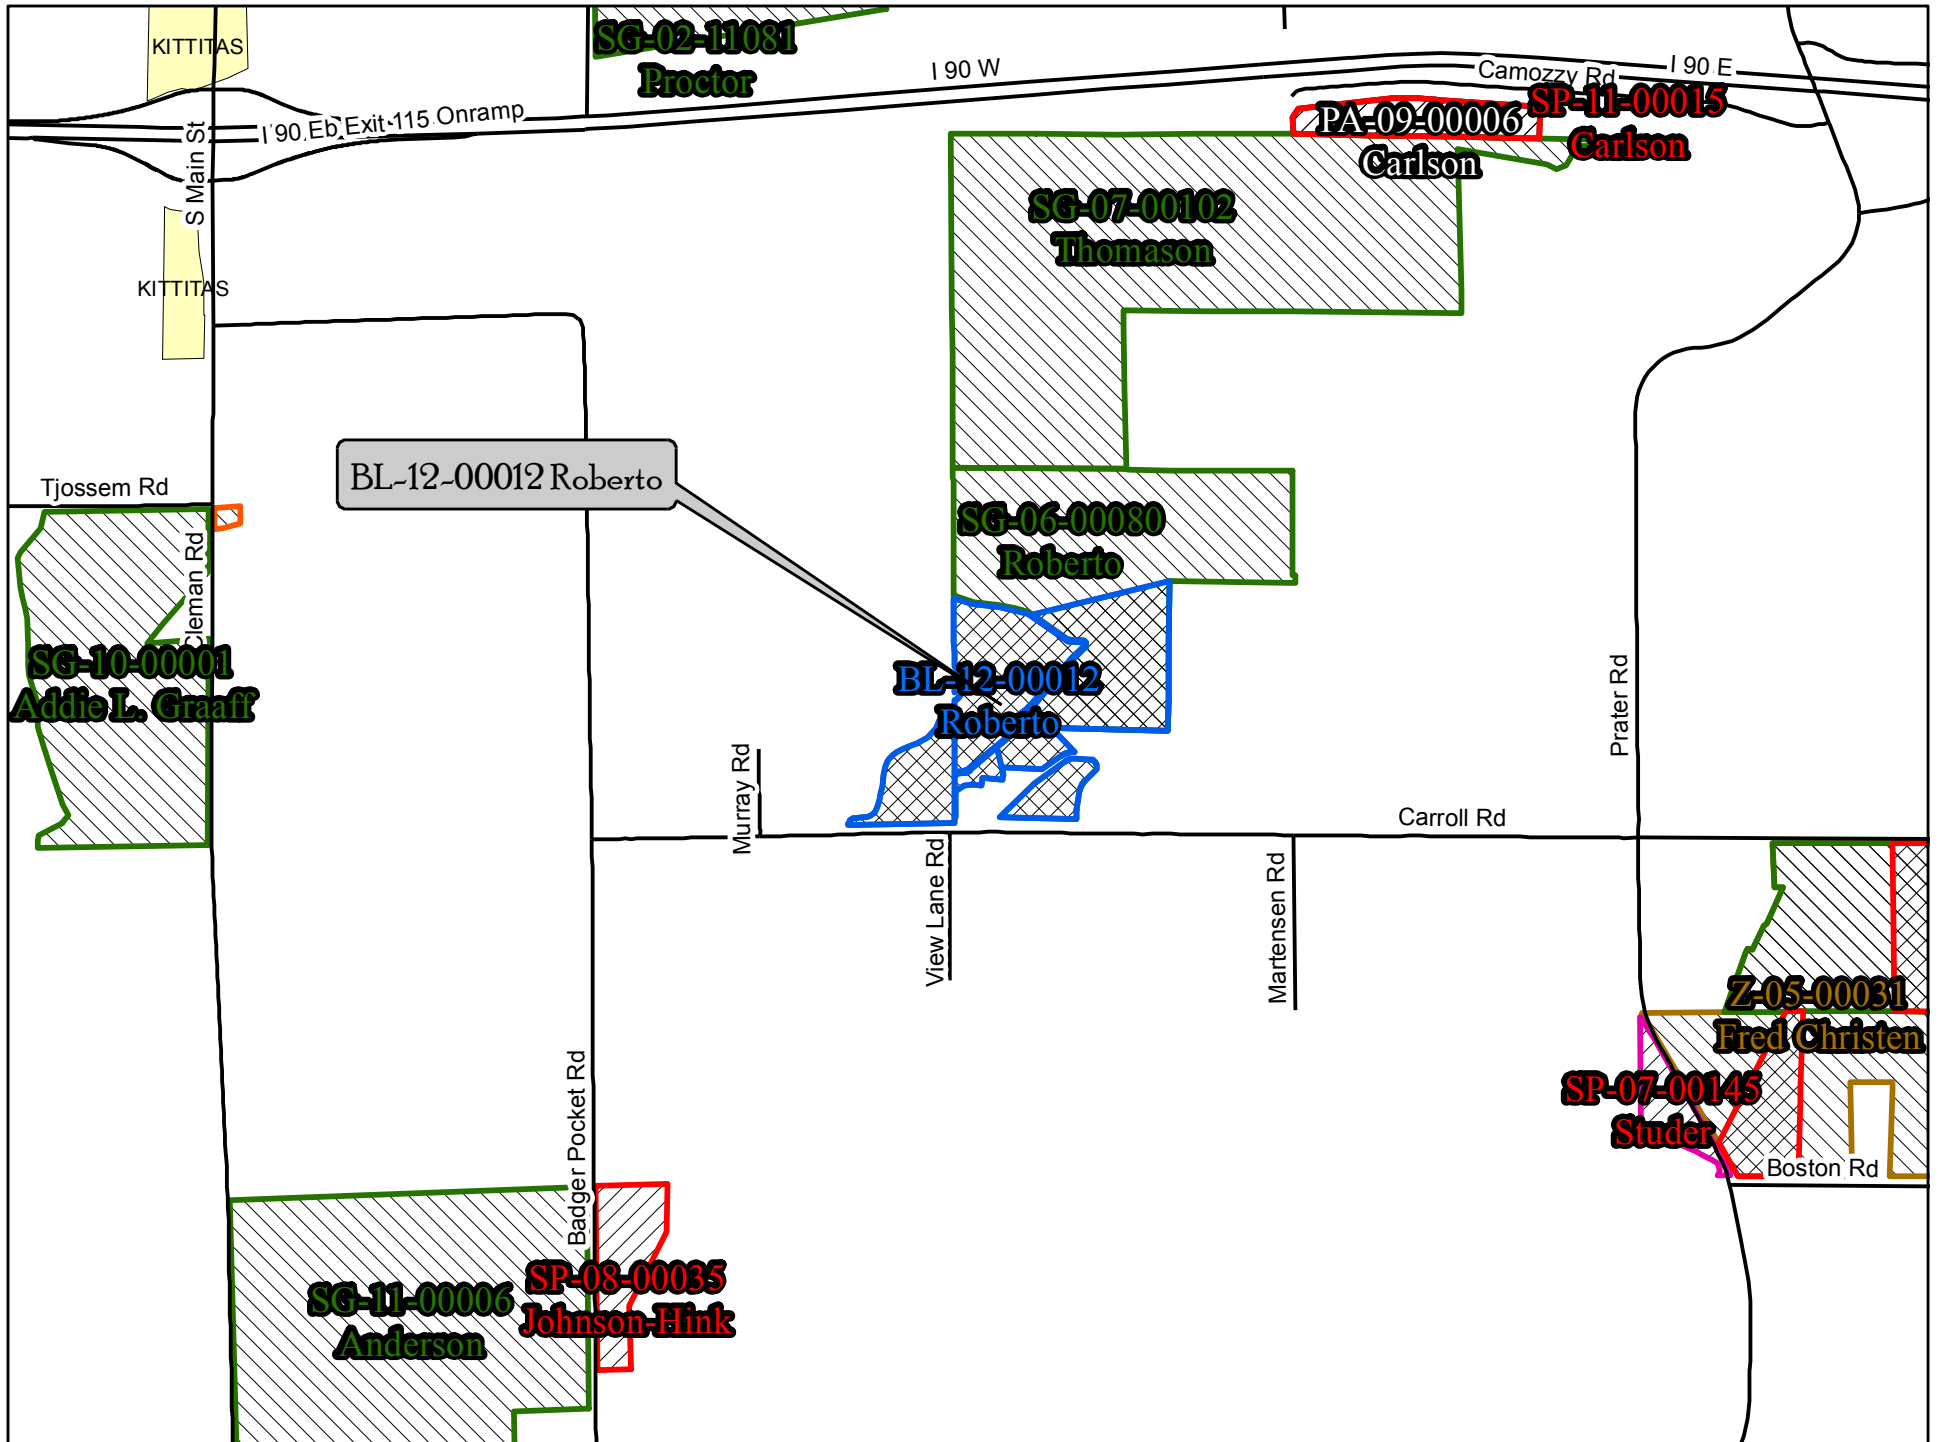 KITTITAS
SG-02-11081
Proctor
I 90 W
Camozzy Rd
I 90 E
I 90 Eb Exit 115 Onramp
PA-09-00006
Carlson
SP-11-00015
Carlson
S Main St
SG-07-00102
Thomason
KITTITAS
BL-12-00012 Roberto
Tjossem Rd
SG-06-00080
Roberto
Cleman Rd
SG-10-00001
Addie L. Graaff
BL-12-00012
Roberto
Prater Rd
Murray Rd
Carroll Rd
View Lane Rd
Martensen Rd
Z-05-00031
Fred Christen
SP-07-00145
Studer
Boston Rd
Badger Pocket Rd
SP-08-00035
Johnson-Hink
SG-11-00006
Anderson